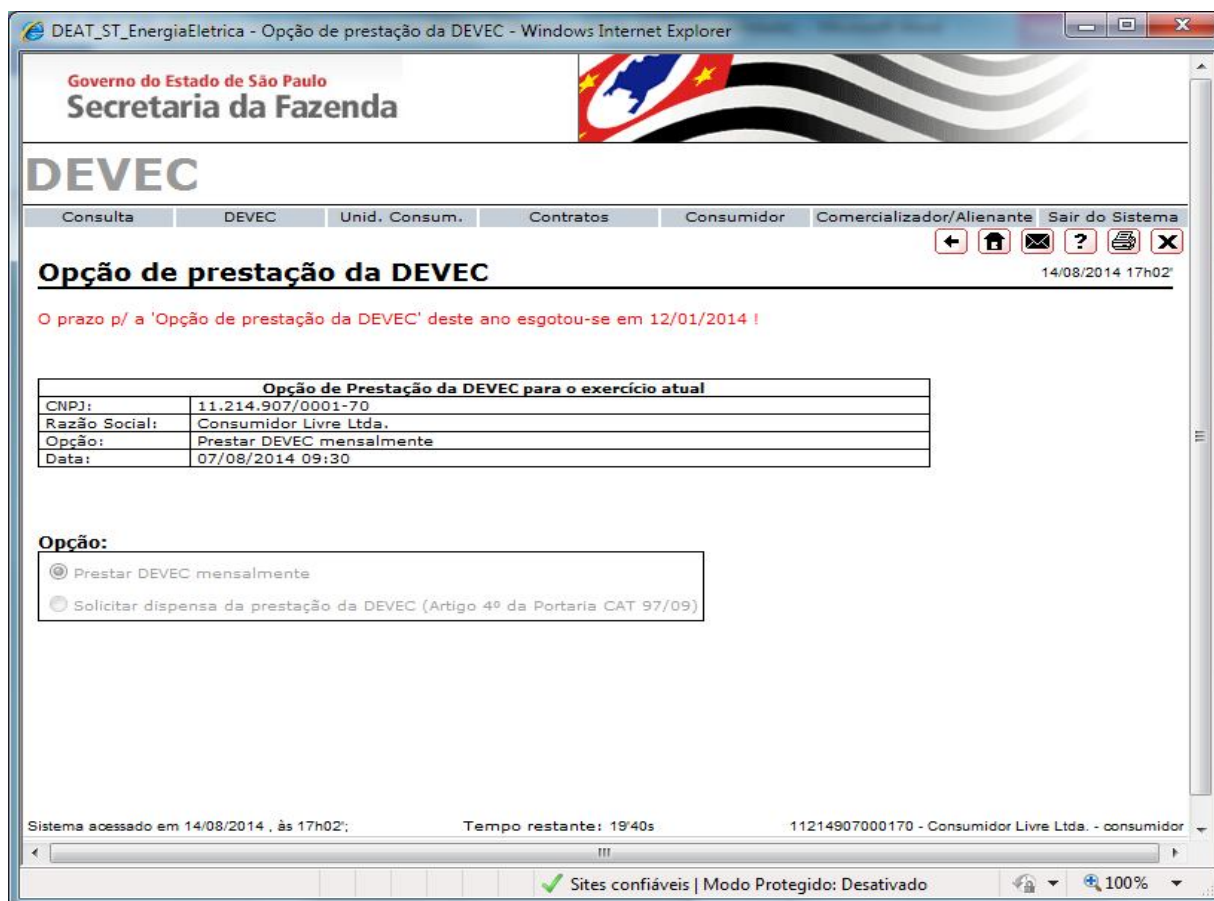 DEAT_ST_EnergiaEletrica - Opção de prestação da DEVEC - Windows Internet Explorer
Governo do Estado de São Paulo
Secretaria da Fazenda
DEVEC
Consulta DEVEC Unid. Consum. Contratos Consumidor Comercializador/Alienante Sair do Sistema
Opção de prestação da DEVEC
14/08/2014 17h02'
O prazo p/ a 'Opção de prestação da DEVEC' deste ano esgotou-se em 12/01/2014 !
Opção de Prestação da DEVEC para o exercício atual
CNPJ: 11.214.907/0001-70
Razão Social: Consumidor Livre Ltda.
Opção: Prestar DEVEC mensalmente
Data: 07/08/2014 09:30
Opção:
Prestar DEVEC mensalmente
Solicitar dispensa da prestação da DEVEC (Artigo 4º da Portaria CAT 97/09)
Sistema acessado em 14/08/2014 , às 17h02'; Tempo restante: 19'40s 11214907000170 - Consumidor Livre Ltda. - consumidor
Sites confiáveis | Modo Protegido: Desativado 100%